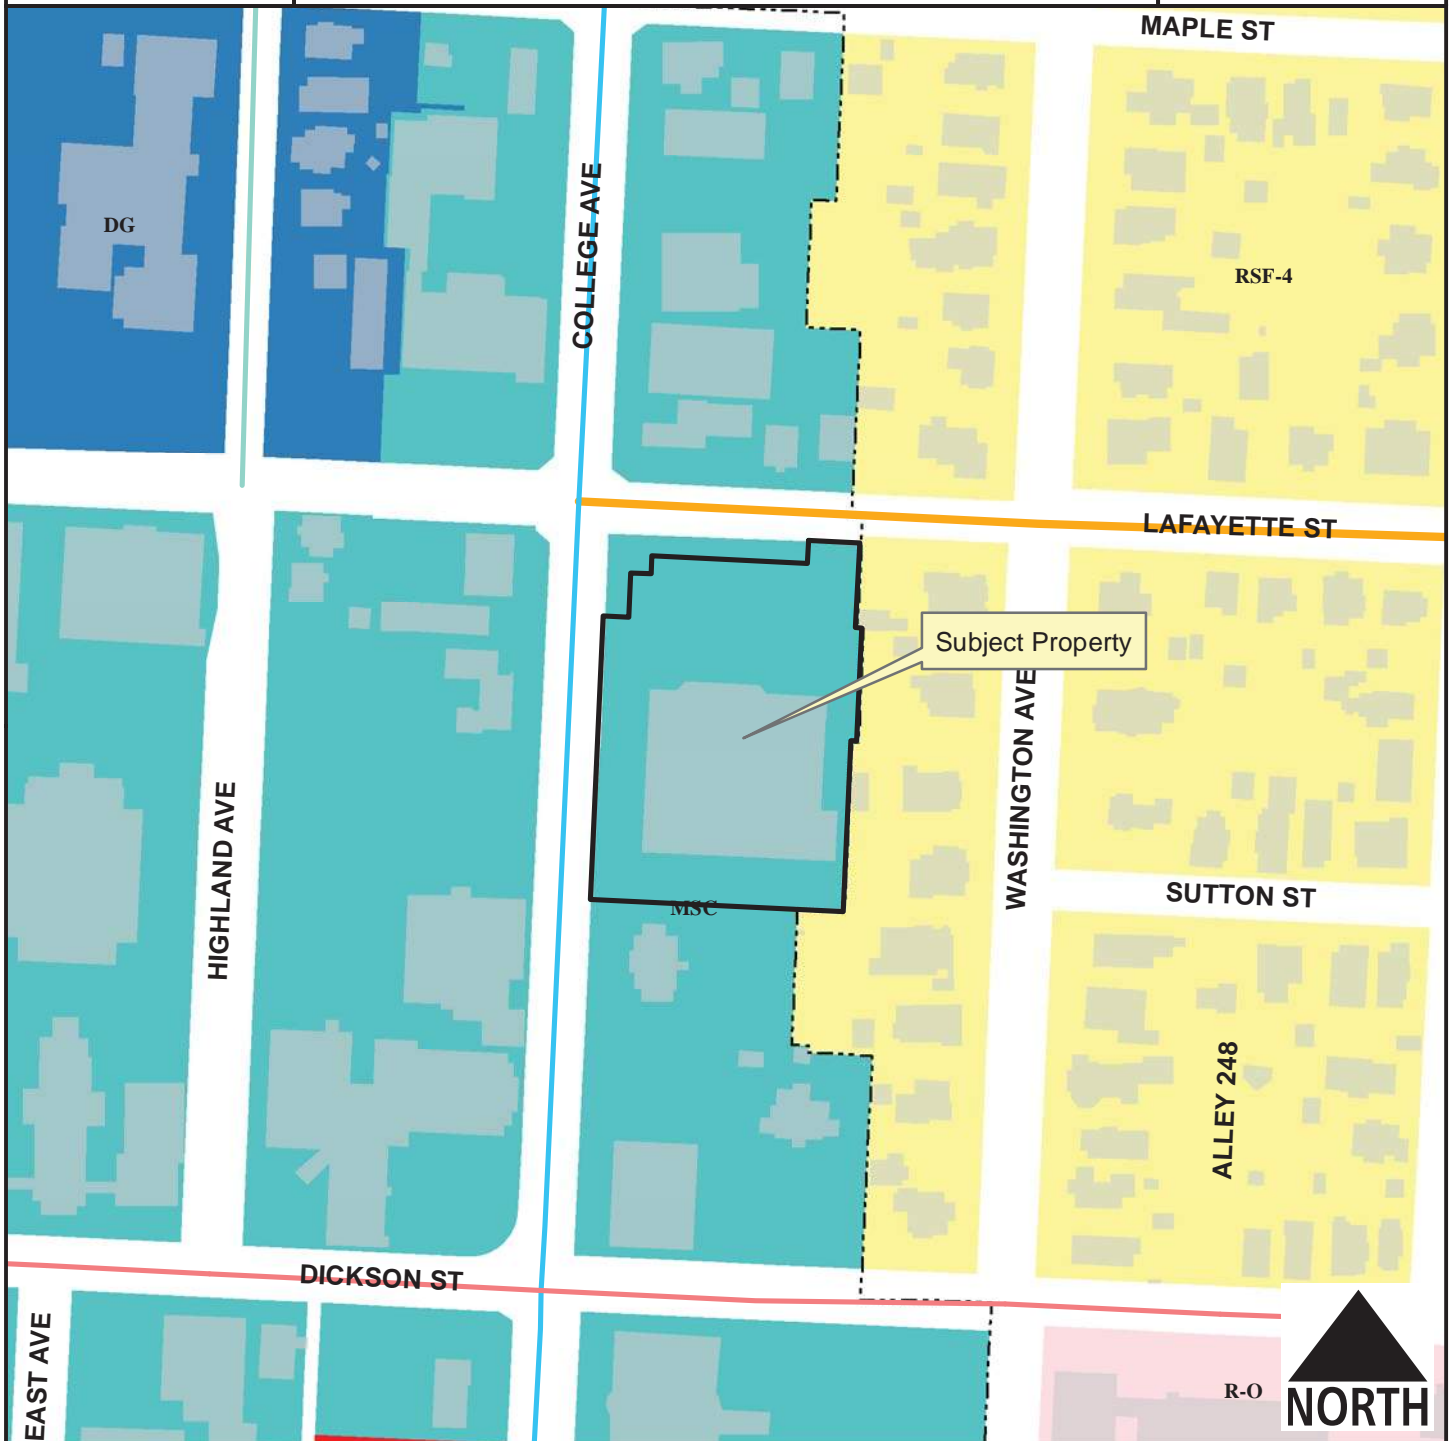 MAPLE ST
DG
COLLEGE AVE
RSF-4
LAFAYETTE ST
Subject Property
WASHINGTON AVE
HIGHLAND AVE
SUTTON ST
MSC
ALLEY 248
DICKSON ST
EAST AVE
R-O
NORTH